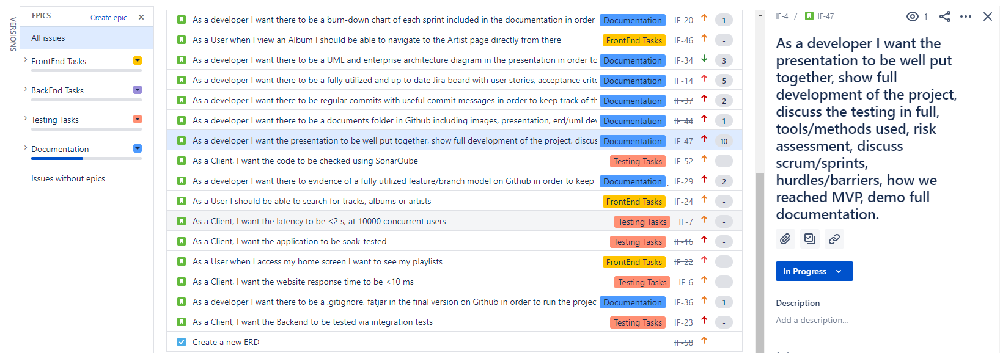 VERSIONS
EPICS
Create epic
All issues
FrontEnd Tasks
BackEnd Tasks
Testing Tasks
Documentation
Issues without epics
As a developer I want there to be a burn-down chart of each sprint included in the documentation in order Documentation IF-20 1
As a User when I view an Album I should be able to navigate to the Artist page directly from there FrontEnd Tasks IF-46 -
As a developer I want there to be a UML and enterprise architecture diagram in the presentation in order to Documentation IF-34 3
As a developer I want there to be a fully utilized and up to date Jira board with user stories, acceptance crite Documentation IF-14 5
As a developer I want there to be regular commits with useful commit messages in order to keep track of th Documentation IF-37 2
As a developer I want there to be a documents folder in Github including images, presentation, erd/uml dev Documentation IF-44 1
As a developer I want the presentation to be well put together, show full development of the project, discus Documentation IF-47 10
As a Client, I want the code to be checked using SonarQube Testing Tasks IF-52 -
As a developer I want there to evidence of a fully utilized feature/branch model on Github in order to keep Documentation IF-29 2
As a User I should be able to search for tracks, albums or artists FrontEnd Tasks IF-24 -
As a Client, I want the latency to be <2 s, at 10000 concurrent users Testing Tasks IF-7 -
As a Client, I want the application to be soak-tested Testing Tasks IF-16 -
As a User when I access my home screen I want to see my playlists FrontEnd Tasks IF-22 -
As a Client, I want the website response time to be <10 ms Testing Tasks IF-6 -
As a developer I want there to be a .gitignore, fatjar in the final version on Github in order to run the projec Documentation IF-36 1
As a Client, I want the Backend to be tested via integration tests Testing Tasks IF-23 -
Create a new ERD IF-58
IF-4 / IF-47 1
As a developer I want the
presentation to be well put
together, show full
development of the project,
discuss the testing in full,
tools/methods used, risk
assessment, discuss
scrum/sprints,
hurdles/barriers, how we
reached MVP, demo full
documentation.
In Progress
Description
Add a description...